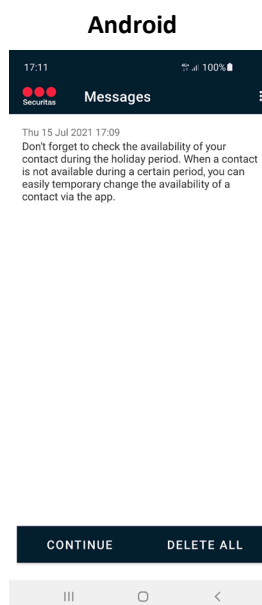 Android
17:11
100%
Securitas
Messages
Thu 15 Jul 2021 17:09
Don't forget to check the availability of your
contact during the holiday period. When a contact
is not available during a certain period, you can
easily temporary change the availability of a
contact via the app.
CONTINUE
DELETE ALL